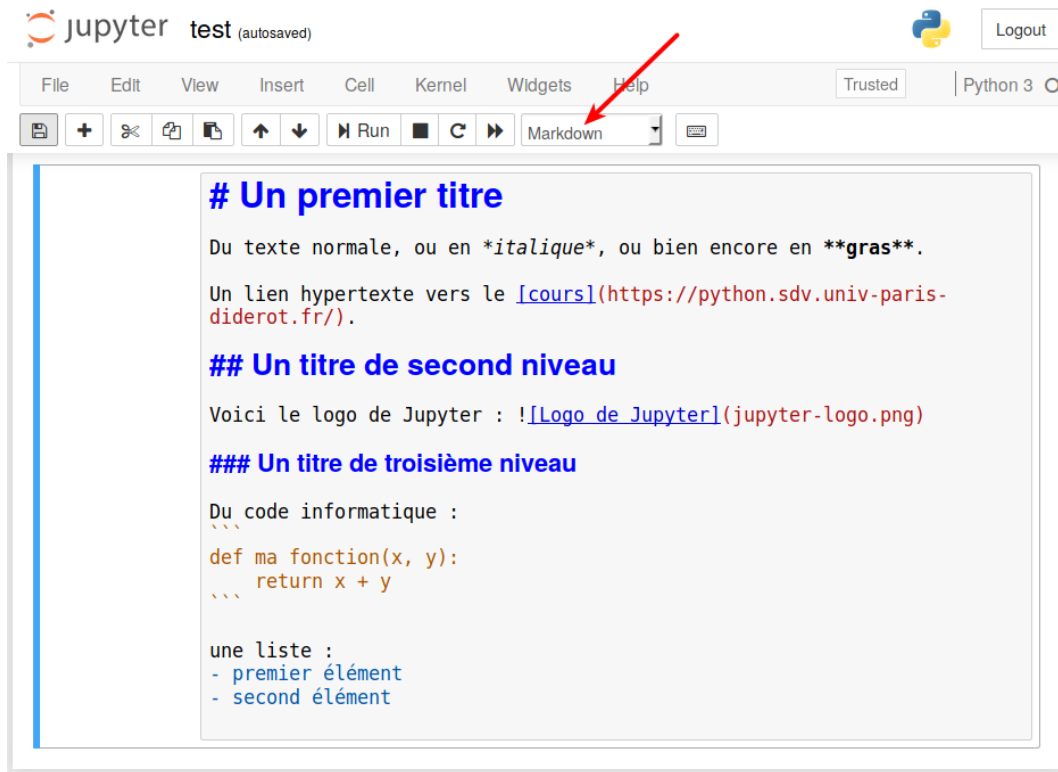 jupyter test (autosaved) Logout
File Edit View Insert Cell Kernel Widgets Help Trusted Python 3
Run Markdown
# Un premier titre
Du texte normale, ou en *italique*, ou bien encore en **gras**.
Un lien hypertexte vers le [cours](https://python.sdv.univ-paris-
diderot.fr/).
## Un titre de second niveau
Voici le logo de Jupyter : ![Logo de Jupyter](jupyter-logo.png)
### Un titre de troisième niveau
Du code informatique :
```
def ma fonction(x, y):
    return x + y
```
une liste :
- premier élément
- second élément